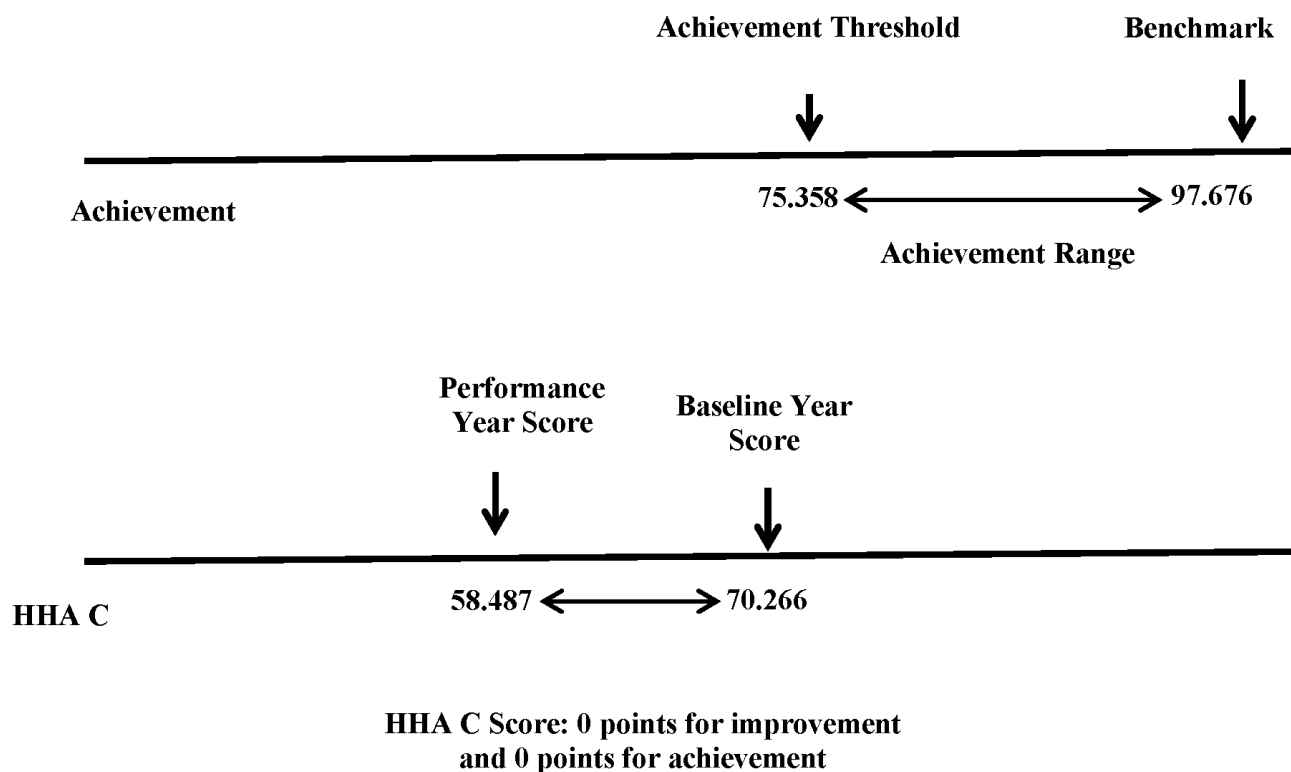 Achievement Threshold
Benchmark
75.358
97.676
Achievement
Achievement Range
Performance
Year Score
Baseline Year
Score
58.487
70.266
HHA C
HHA C Score: 0 points for improvement
and 0 points for achievement